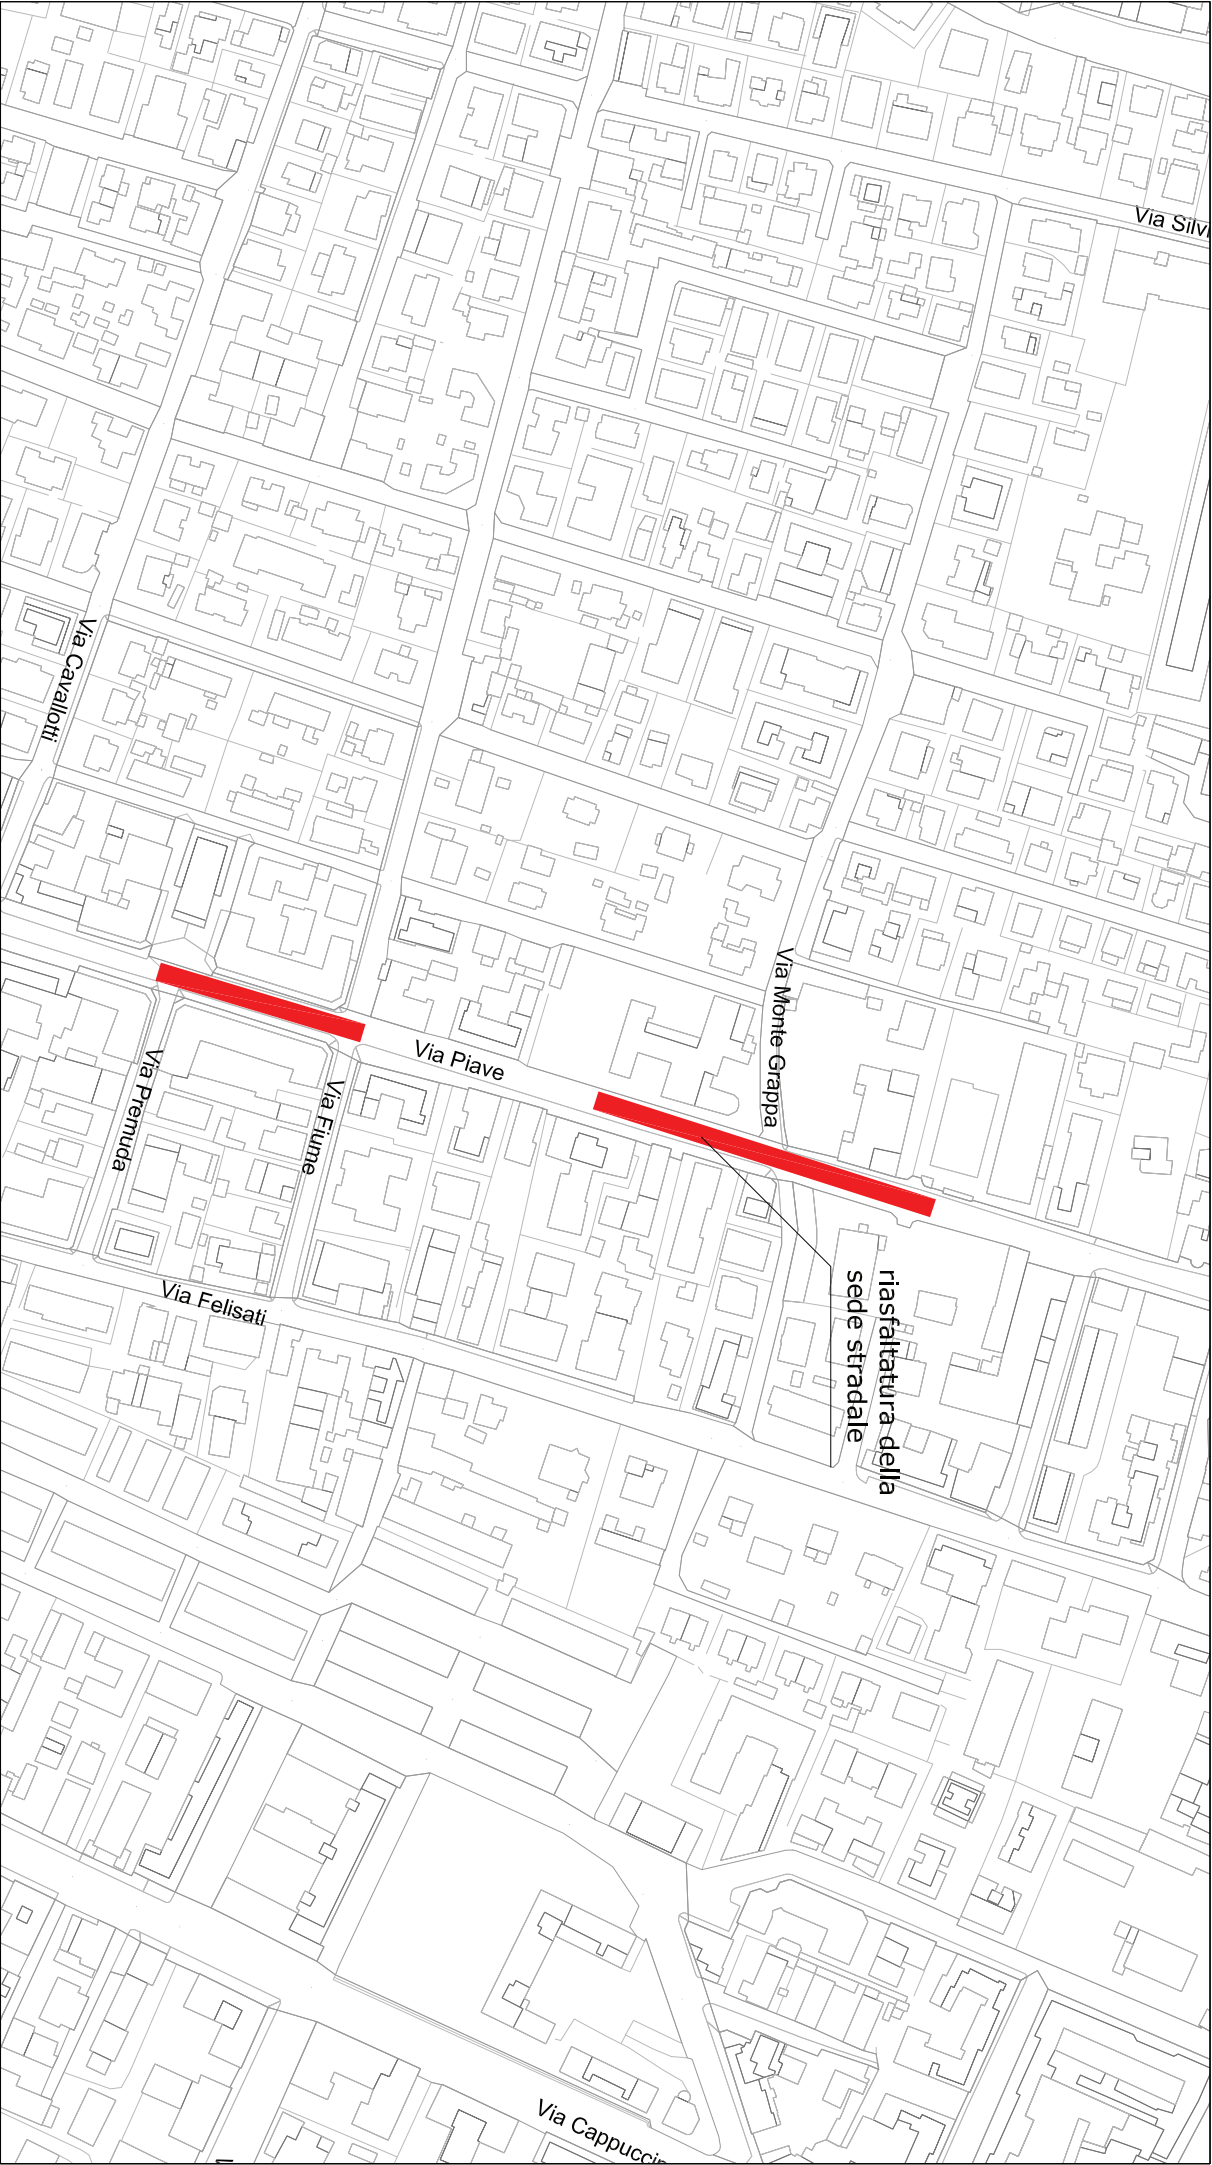 Via Silvi
Via Cavallotti
Via Monte Grappa
Via Piave
Via Premuda
Via Fiume
Via Felisati
riasfaltatura della
sede stradale
Via Cappuccin